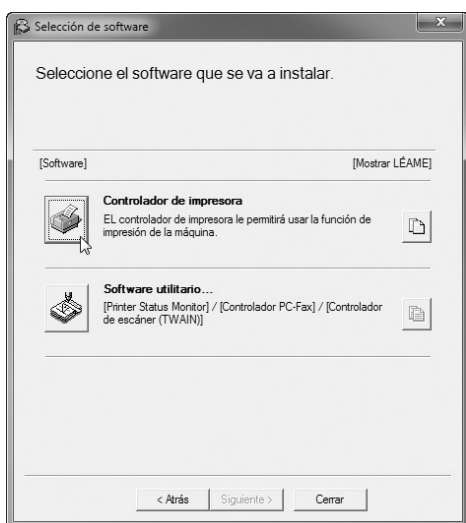 Selección de software
Seleccione el software que se va a instalar.
[Software] [Mostrar LÉAME]
Controlador de impresora
EL controlador de impresora le permitirá usar la función de
impresión de la máquina.
Software utilitario...
[Printer Status Monitor] / [Controlador PC-Fax] / [Controlador
de escáner (TWAIN)]
< Atrás Siguiente > Cerrar